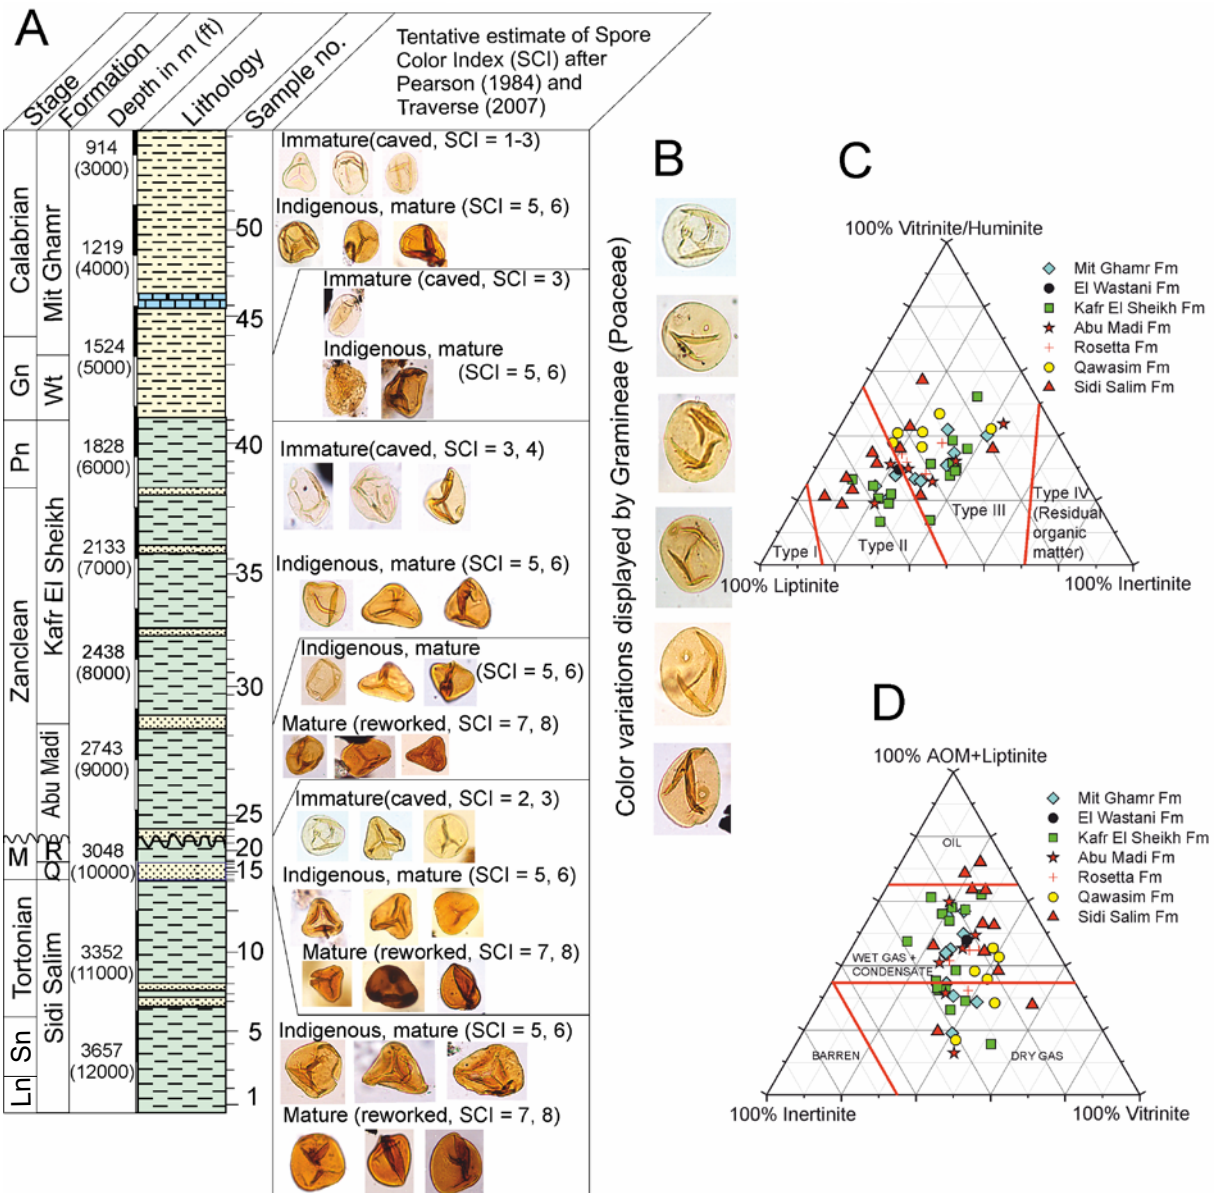 A
Stage
Formation
Depth in m (ft)
Lithology
Sample no.
Tentative estimate of Spore
Color Index (SCI) after
Pearson (1984) and
Traverse (2007)
Calabrian
Gn
Pn
Zanclean
M
Tortonian
Sn
Ln
Mit Ghamr
Wt
Kafr El Sheikh
Abu Madi
R
Q
Sidi Salim
914
(3000)
1219
(4000)
1524
(5000)
1828
(6000)
2133
(7000)
2438
(8000)
2743
(9000)
3048
(10000)
3352
(11000)
3657
(12000)
50
45
40
35
30
25
20
15
10
5
1
Immature(caved, SCI = 1-3)
Indigenous, mature (SCI = 5, 6)
Immature (caved, SCI = 3)
Indigenous, mature
(SCI = 5, 6)
Immature(caved, SCI = 3, 4)
Indigenous, mature (SCI = 5, 6)
Indigenous, mature
(SCI = 5, 6)
Mature (reworked, SCI = 7, 8)
Immature(caved, SCI = 2, 3)
Indigenous, mature (SCI = 5, 6)
Mature (reworked, SCI = 7, 8)
Indigenous, mature (SCI = 5, 6)
Mature (reworked, SCI = 7, 8)
B
Color variations displayed by Gramineae (Poaceae)
C
100% Vitrinite/Huminite
Mit Ghamr Fm
El Wastani Fm
Kafr El Sheikh Fm
Abu Madi Fm
Rosetta Fm
Qawasim Fm
Sidi Salim Fm
Type I
Type II
Type III
Type IV
(Residual
organic
matter)
100% Liptinite
100% Inertinite
D
100% AOM+Liptinite
Mit Ghamr Fm
El Wastani Fm
Kafr El Sheikh Fm
Abu Madi Fm
Rosetta Fm
Qawasim Fm
Sidi Salim Fm
OIL
WET GAS +
CONDENSATE
BARREN
DRY GAS
100% Inertinite
100% Vitrinite